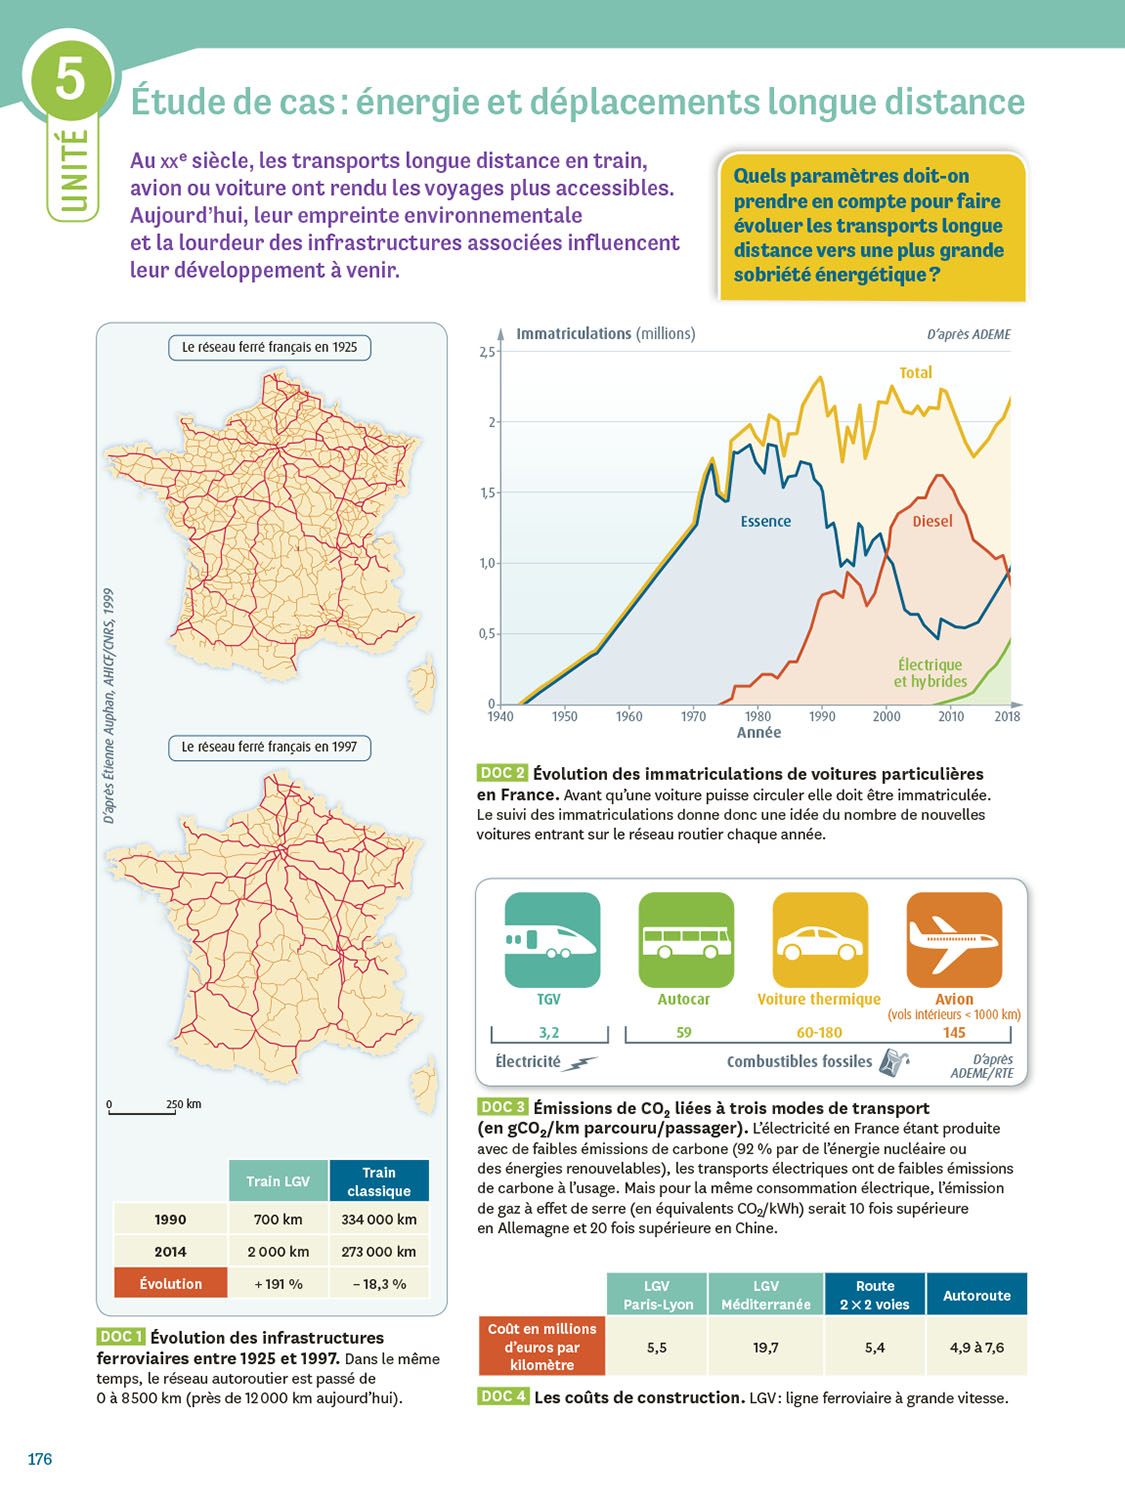 5
UNITÉ
Étude de cas : énergie et déplacements longue distance
Au XXe siècle, les transports longue distance en train,
avion ou voiture ont rendu les voyages plus accessibles.
Aujourd'hui, leur empreinte environnementale
et la lourdeur des infrastructures associées influencent
leur développement à venir.
Quels paramètres doit-on
prendre en compte pour faire
évoluer les transports longue
distance vers une plus grande
sobriété énergétique ?
Le réseau ferré français en 1925
D'après Étienne Auphan, AHICF/CNRS, 1999
Le réseau ferré français en 1997
0 250 km
Train LGV Train classique
1990 700 km 334 000 km
2014 2 000 km 273 000 km
Évolution + 191 % – 18,3 %
DOC 1 Évolution des infrastructures
ferroviaires entre 1925 et 1997. Dans le même
temps, le réseau autoroutier est passé de
0 à 8 500 km (près de 12 000 km aujourd'hui).
Immatriculations (millions)
D'après ADEME
2,5
2
1,5
1,0
0,5
0
Total
Essence
Diesel
Électrique
et hybrides
1940 1950 1960 1970 1980 1990 2000 2010 2018
Année
DOC 2 Évolution des immatriculations de voitures particulières
en France. Avant qu'une voiture puisse circuler elle doit être immatriculée.
Le suivi des immatriculations donne donc une idée du nombre de nouvelles
voitures entrant sur le réseau routier chaque année.
TGV Autocar Voiture thermique Avion
(vols intérieurs < 1000 km)
3,2 59 60-180 145
Électricité Combustibles fossiles
D'après
ADEME/RTE
DOC 3 Émissions de CO₂ liées à trois modes de transport
(en gCO₂/km parcouru/passager). L'électricité en France étant produite
avec de faibles émissions de carbone (92 % par de l'énergie nucléaire ou
des énergies renouvelables), les transports électriques ont de faibles émissions
de carbone à l'usage. Mais pour la même consommation électrique, l'émission
de gaz à effet de serre (en équivalents CO₂/kWh) serait 10 fois supérieure
en Allemagne et 20 fois supérieure en Chine.
LGV Paris-Lyon LGV Méditerranée Route 2 × 2 voies Autoroute
Coût en millions
d'euros par
kilomètre
5,5 19,7 5,4 4,9 à 7,6
DOC 4 Les coûts de construction. LGV : ligne ferroviaire à grande vitesse.
176